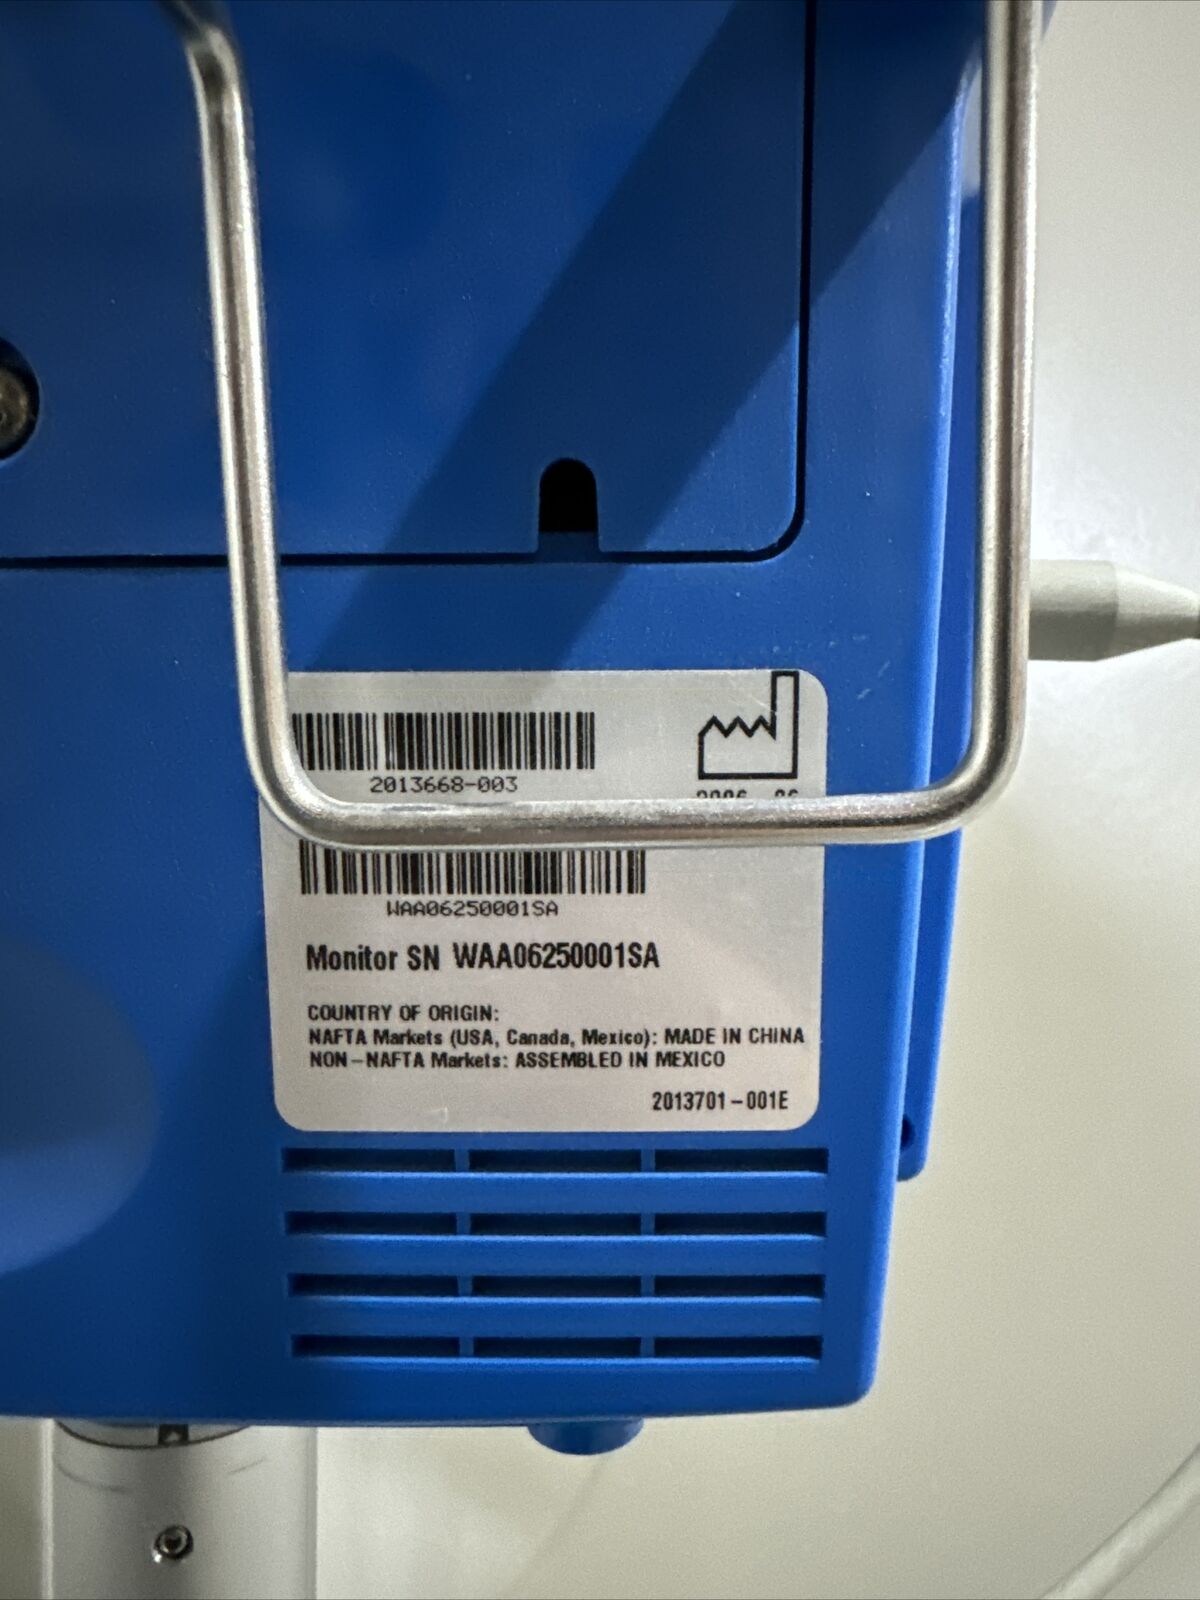 2013668-003
WAA06250001SA
Monitor SN WAA06250001SA
COUNTRY OF ORIGIN:
NAFTA Markets (USA, Canada, Mexico): MADE IN CHINA
NON-NAFTA Markets: ASSEMBLED IN MEXICO
2013701-001E